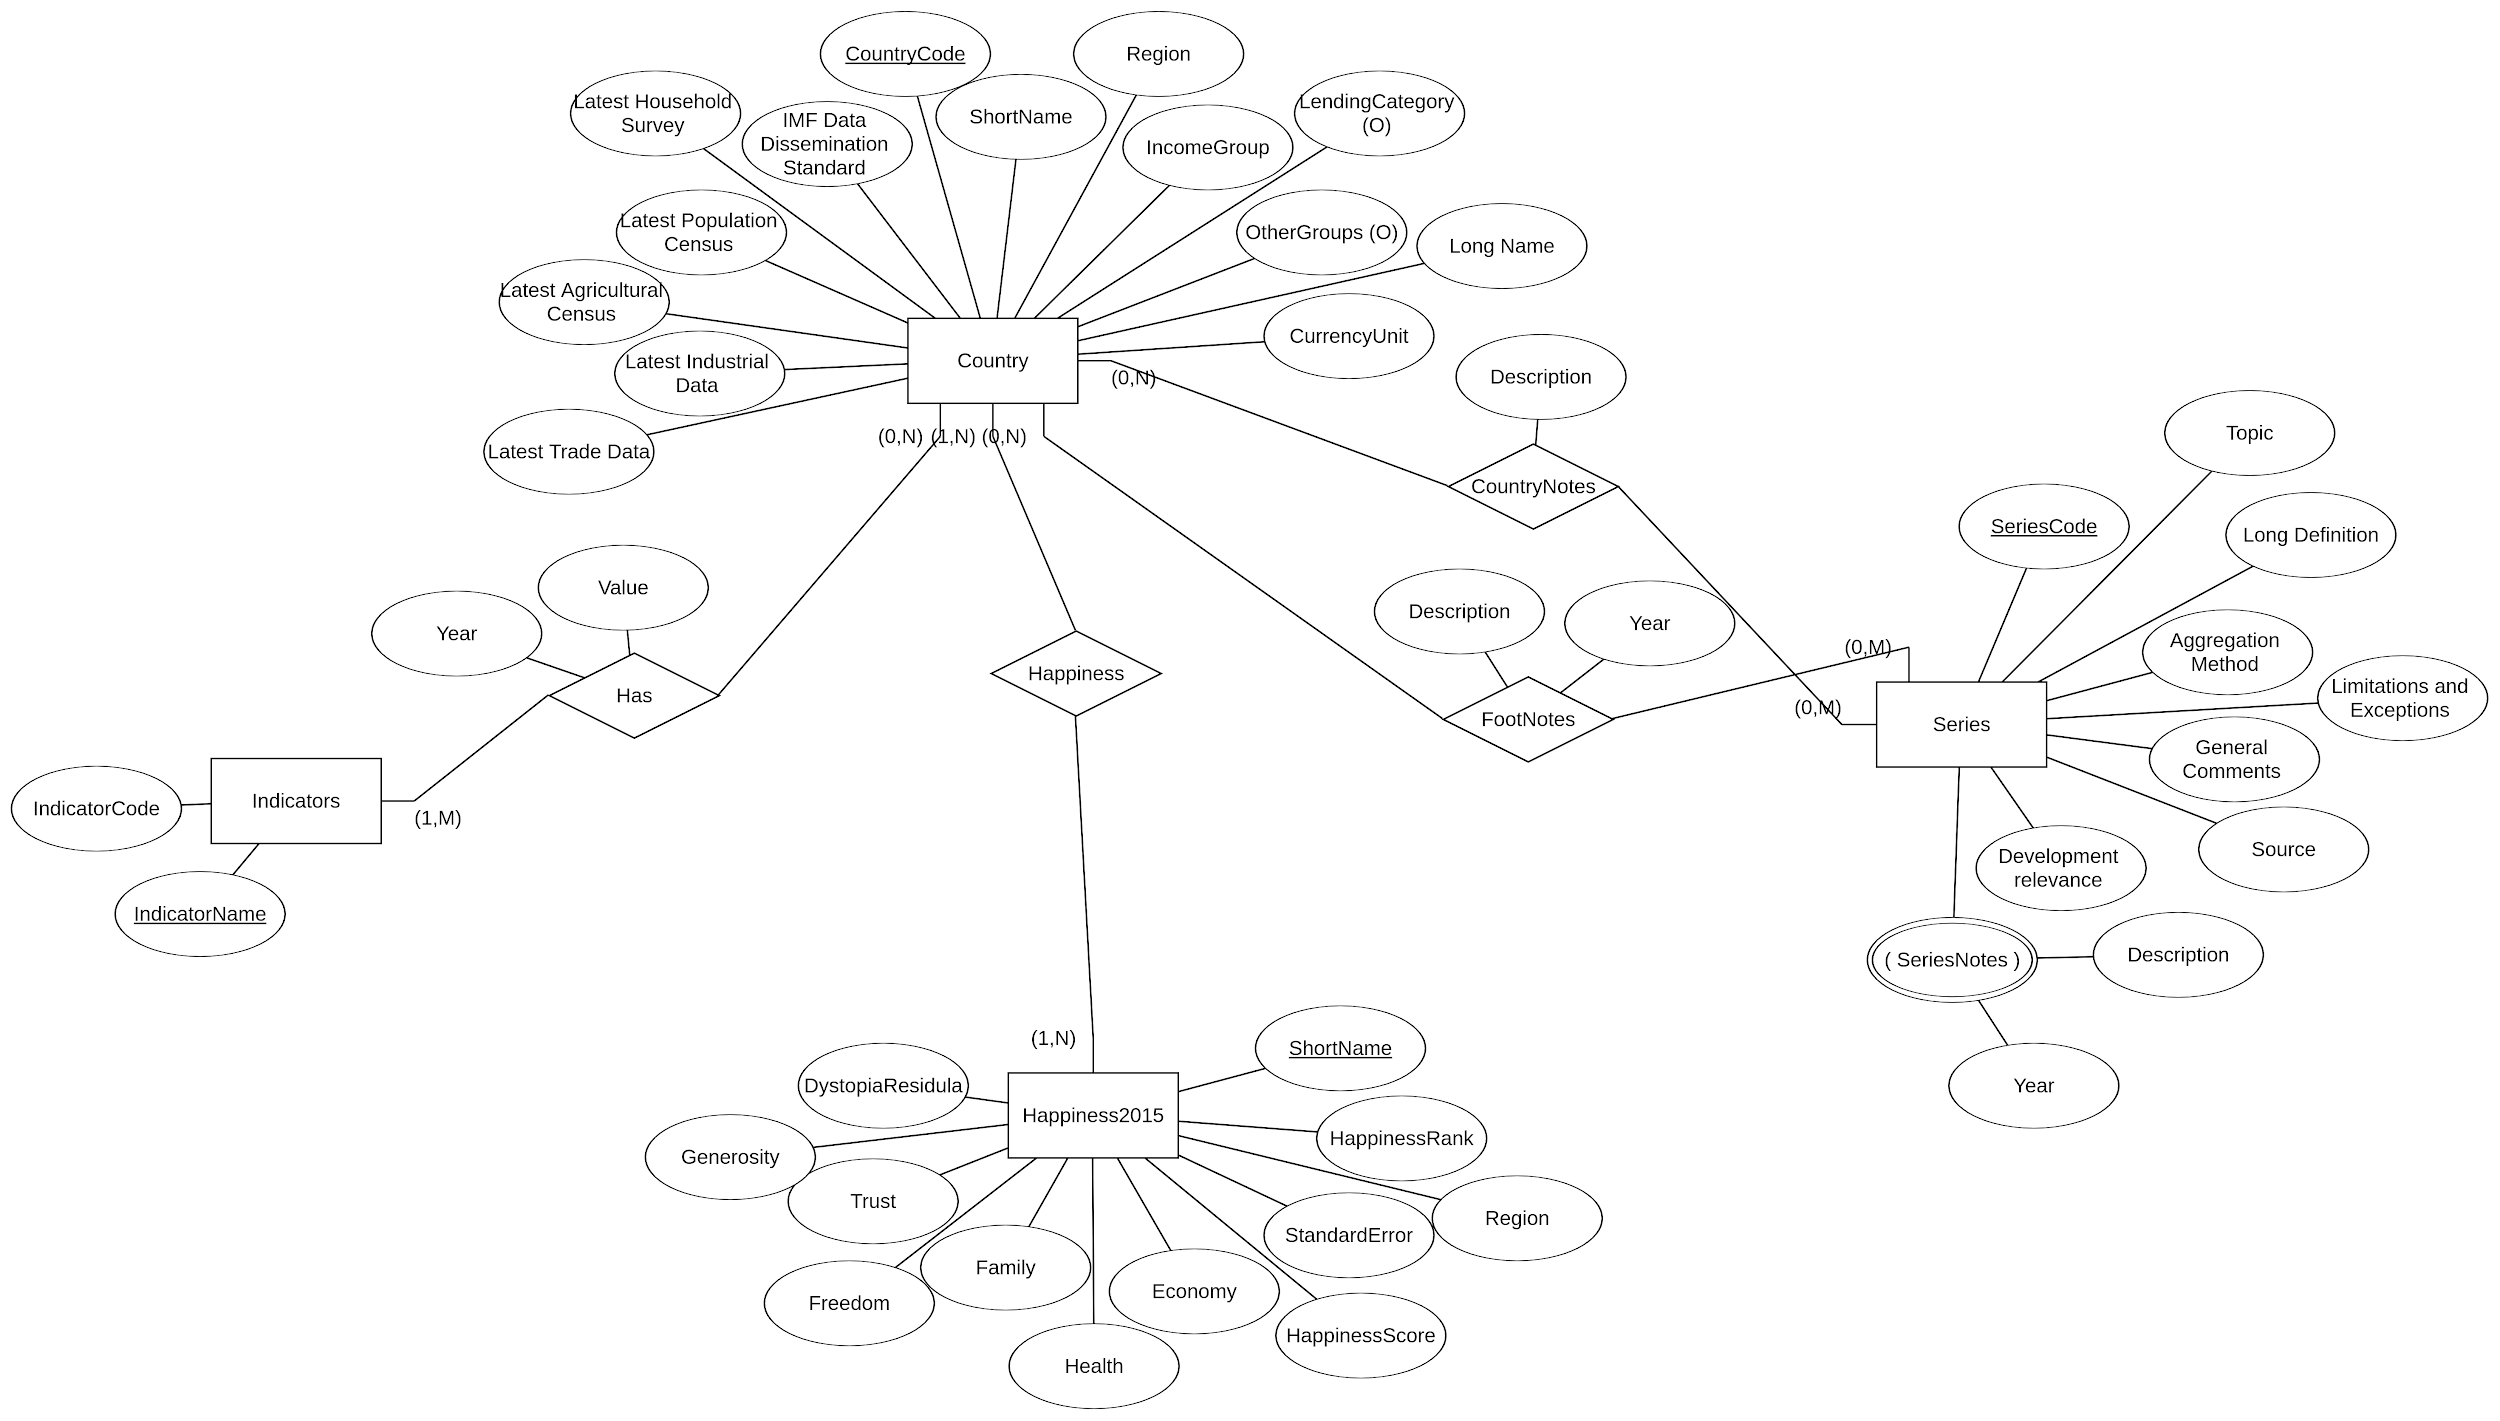 CountryCode
Region
Latest Household
Survey
IMF Data
Dissemination
Standard
ShortName
IncomeGroup
LendingCategory
(O)
Latest Population
Census
OtherGroups (O)
Long Name
Latest Agricultural
Census
CurrencyUnit
Latest Industrial
Data
Country
(0,N)
Description
Latest Trade Data
(0,N) (1,N) (0,N)
CountryNotes
Topic
SeriesCode
Long Definition
Value
Year
Description
Year
(0,M)
Aggregation
Method
Has
Happiness
FootNotes
(0,M)
Series
Limitations and
Exceptions
General
Comments
IndicatorCode
Indicators
(1,M)
Development
relevance
Source
IndicatorName
( SeriesNotes )
Description
(1,N)
ShortName
DystopiaResidula
Happiness2015
Year
HappinessRank
Generosity
Trust
StandardError
Region
Family
Freedom
Economy
HappinessScore
Health